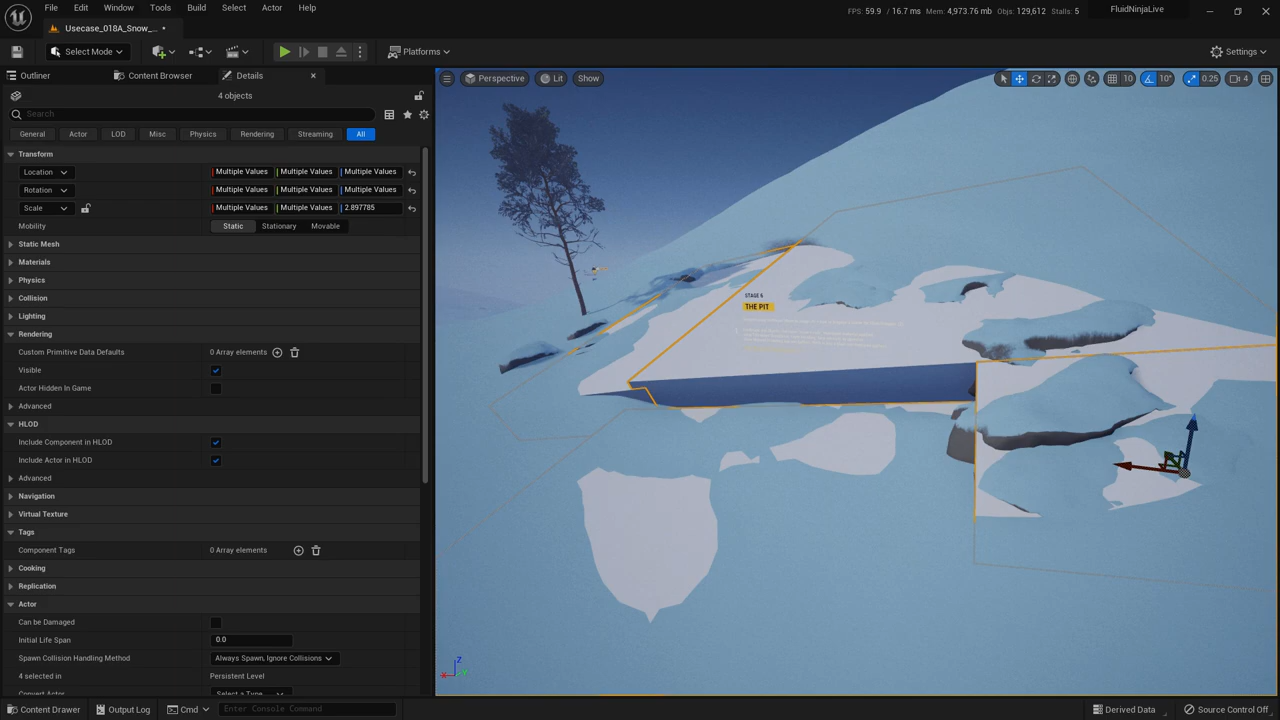 File Edit Window Tools Build Select Actor Help
FPS: 59.9 / 16.7 ms Mem: 4,973.76 mb Objs: 129,612 Stalls: 5
FluidNinjaLive
Usecase_018A_Snow_...
Select Mode
Platforms
Settings
Outliner
Content Browser
Details
4 objects
Search
General Actor LOD Misc Physics Rendering Streaming All
Transform
Location Multiple Values Multiple Values Multiple Values
Rotation Multiple Values Multiple Values Multiple Values
Scale Multiple Values Multiple Values 2.897785
Mobility Static Stationary Movable
Static Mesh
Materials
Physics
Collision
Lighting
Rendering
Custom Primitive Data Defaults 0 Array elements
Visible
Actor Hidden In Game
Advanced
HLOD
Include Component in HLOD
Include Actor in HLOD
Advanced
Navigation
Virtual Texture
Tags
Component Tags 0 Array elements
Cooking
Replication
Actor
Can be Damaged
Initial Life Span 0.0
Spawn Collision Handling Method Always Spawn, Ignore Collisions
4 selected in Persistent Level
Convert Actor Select a Type
Perspective Lit Show
10 10° 0.25 4
STAGE 6
THE PIT
Z
X Y
Content Drawer Output Log Cmd Enter Console Command
Derived Data Source Control Off